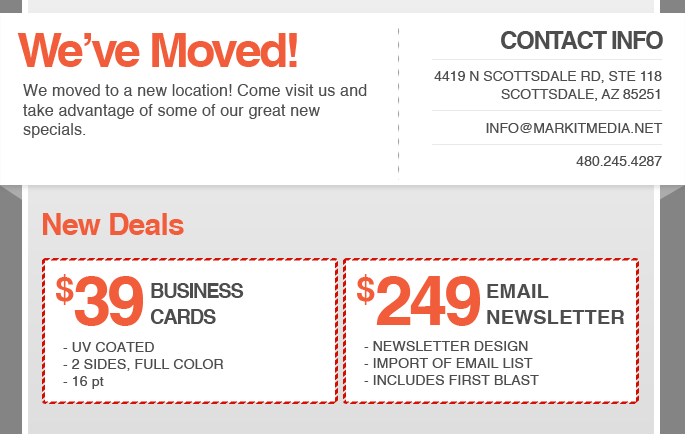 We've Moved!
We moved to a new location! Come visit us and
take advantage of some of our great new
specials.
CONTACT INFO
4419 N SCOTTSDALE RD, STE 118
SCOTTSDALE, AZ 85251
INFO@MARKITMEDIA.NET
480.245.4287
New Deals
$39 BUSINESS
CARDS
- UV COATED
- 2 SIDES, FULL COLOR
- 16 pt
$249 EMAIL
NEWSLETTER
- NEWSLETTER DESIGN
- IMPORT OF EMAIL LIST
- INCLUDES FIRST BLAST